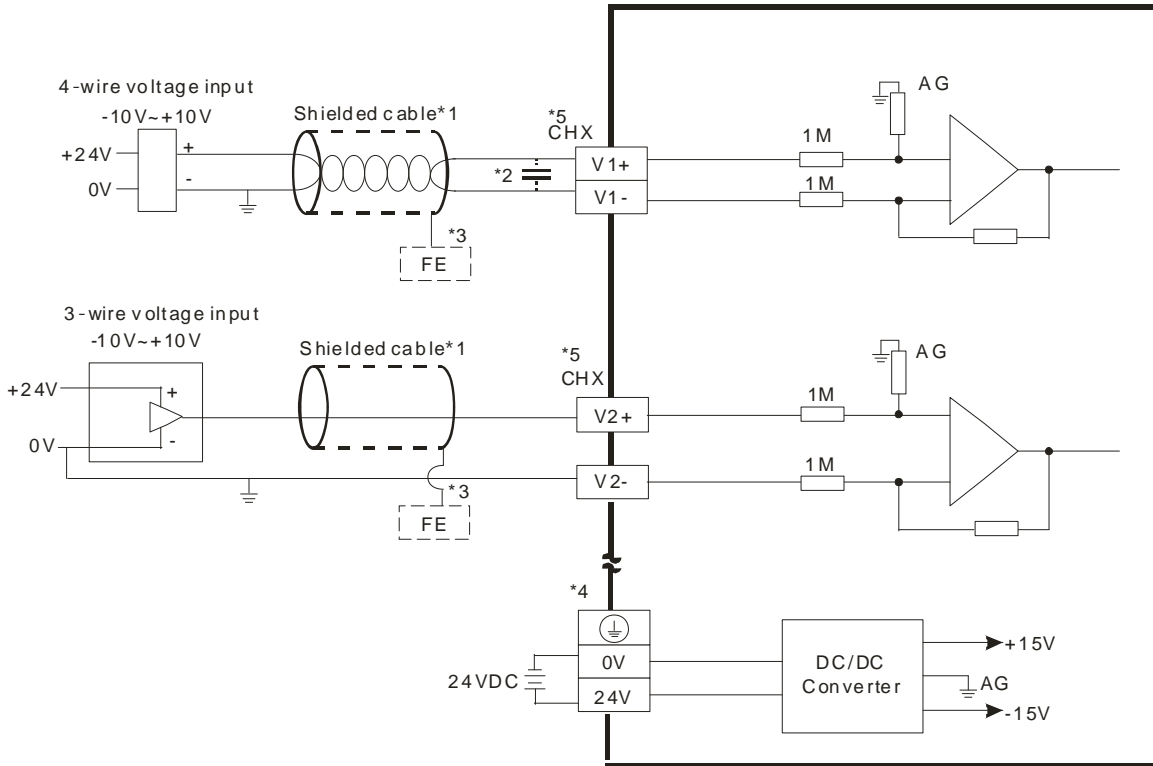 4-wire voltage input
-10V~+10V
+24V
0V
+
-
Shielded cable*1
*2
*3
FE
*5
CHX
V1+
V1-
1M
1M
AG
3-wire voltage input
-10V~+10V
+24V
0V
+
-
Shielded cable*1
*3
FE
*5
CHX
V2+
V2-
1M
1M
AG
*4
24VDC
0V
24V
DC/DC
Converter
+15V
AG
-15V